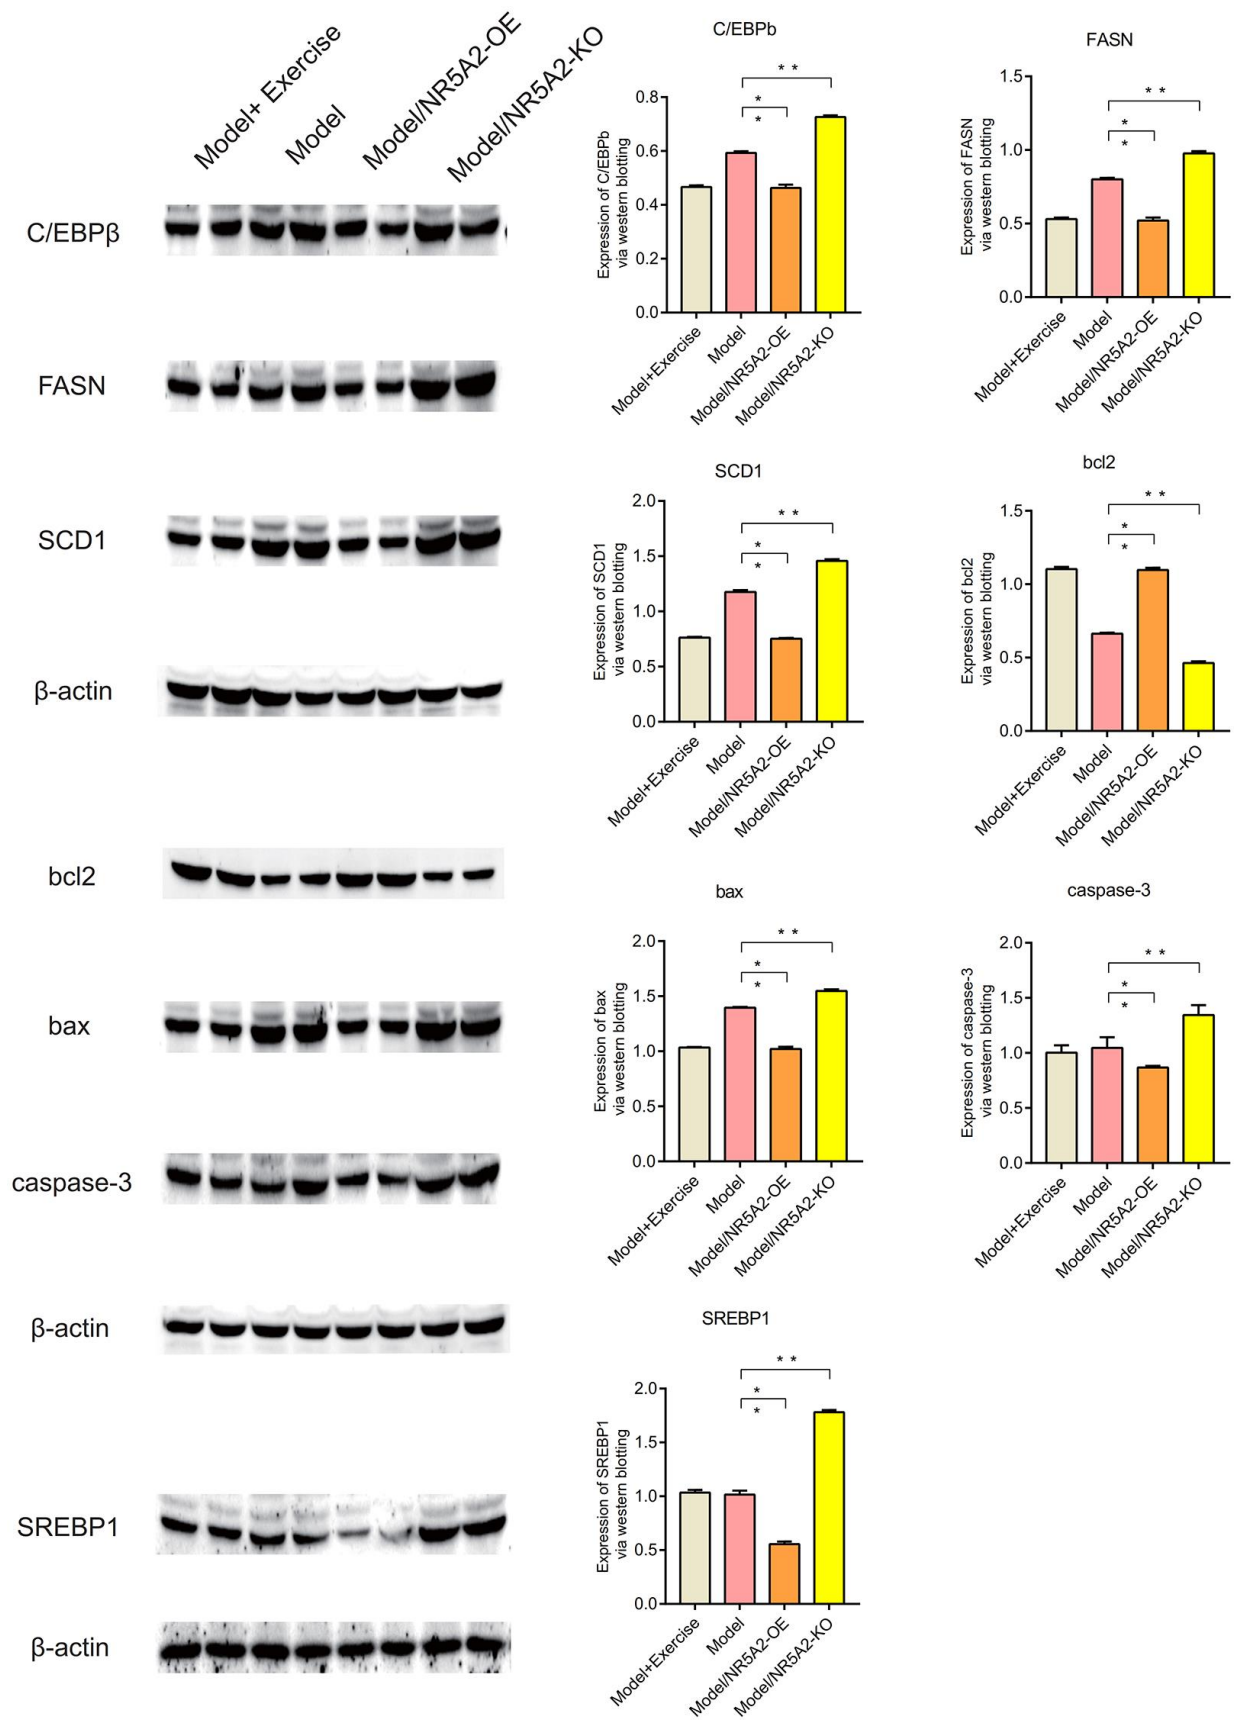 Model+ Exercise
Model
Model/NR5A2-OE
Model/NR5A2-KO
C/EBPβ
FASN
SCD1
β-actin
bcl2
bax
caspase-3
β-actin
SREBP1
β-actin
C/EBPb
Expression of C/EBPb
via western blotting
0.8
0.6
0.4
0.2
0.0
* *
*
*
Model+Exercise
Model
Model/NR5A2-OE
Model/NR5A2-KO
FASN
Expression of FASN
via western blotting
1.5
1.0
0.5
0.0
* *
*
*
Model+Exercise
Model
Model/NR5A2-OE
Model/NR5A2-KO
SCD1
Expression of SCD1
via western blotting
2.0
1.5
1.0
0.5
0.0
* *
*
*
Model+Exercise
Model
Model/NR5A2-OE
Model/NR5A2-KO
bcl2
Expression of bcl2
via western blotting
1.5
1.0
0.5
0.0
* *
*
*
Model+Exercise
Model
Model/NR5A2-OE
Model/NR5A2-KO
bax
Expression of bax
via western blotting
2.0
1.5
1.0
0.5
0.0
* *
*
*
Model+Exercise
Model
Model/NR5A2-OE
Model/NR5A2-KO
caspase-3
Expression of caspase-3
via western blotting
2.0
1.5
1.0
0.5
0.0
* *
*
*
Model+Exercise
Model
Model/NR5A2-OE
Model/NR5A2-KO
SREBP1
Expression of SREBP1
via western blotting
2.0
1.5
1.0
0.5
0.0
* *
*
*
Model+Exercise
Model
Model/NR5A2-OE
Model/NR5A2-KO